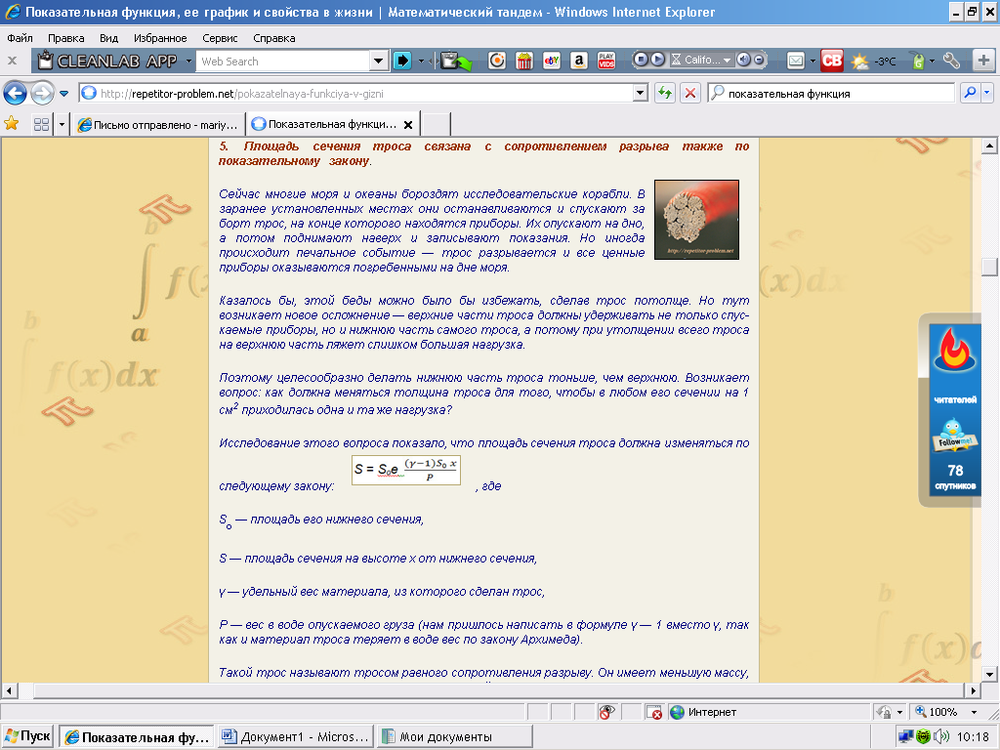 Показательная функция, ее график и свойства в жизни | Математический тандем - Windows Internet Explorer
Файл Правка Вид Избранное Сервис Справка
CLEANLAB APP Web Search ebY a PLAY VIDS Califo... СВ -3°C
http://repetitor-problem.net/pokazatelnaya-funkciya-v-gizni показательная функция
Письмо отправлено - mariy... Показательная функци...
5. Площадь сечения троса связана с сопротивлением разрыва также по
показательному закону.
Сейчас многие моря и океаны бороздят исследовательские корабли. В
заранее установленных местах они останавливаются и спускают за
борт трос, на конце которого находятся приборы. Их опускают на дно,
а потом поднимают наверх и записывают показания. Но иногда
происходит печальное событие — трос разрывается и все ценные
приборы оказываются погребенными на дне моря.
http://repetitor-problem.net
Казалось бы, этой беды можно было бы избежать, сделав трос потолще. Но тут
возникает новое осложнение — верхние части троса должны удерживать не только спус-
каемые приборы, но и нижнюю часть самого троса, а потому при утолщении всего троса
на верхнюю часть ляжет слишком большая нагрузка.
Поэтому целесообразно делать нижнюю часть троса тоньше, чем верхнюю. Возникает
вопрос: как должна меняться толщина троса для того, чтобы в любом его сечении на 1
см² приходилась одна и та же нагрузка?
Исследование этого вопроса показало, что площадь сечения троса должна изменяться по
следующему закону: S = S₀e (γ−1)S₀ x / P , где
S₀ — площадь его нижнего сечения,
S — площадь сечения на высоте x от нижнего сечения,
γ — удельный вес материала, из которого сделан трос,
P — вес в воде опускаемого груза (нам пришлось написать в формуле γ — 1 вместо γ, так
как и материал троса теряет в воде вес по закону Архимеда).
Такой трос называют тросом равного сопротивления разрыву. Он имеет меньшую массу,
b
a
f(x)dx
читателей
Followme!
78
спутников
Интернет 100%
Пуск Показательная фу... Документ1 - Micros... Мои документы 10:18